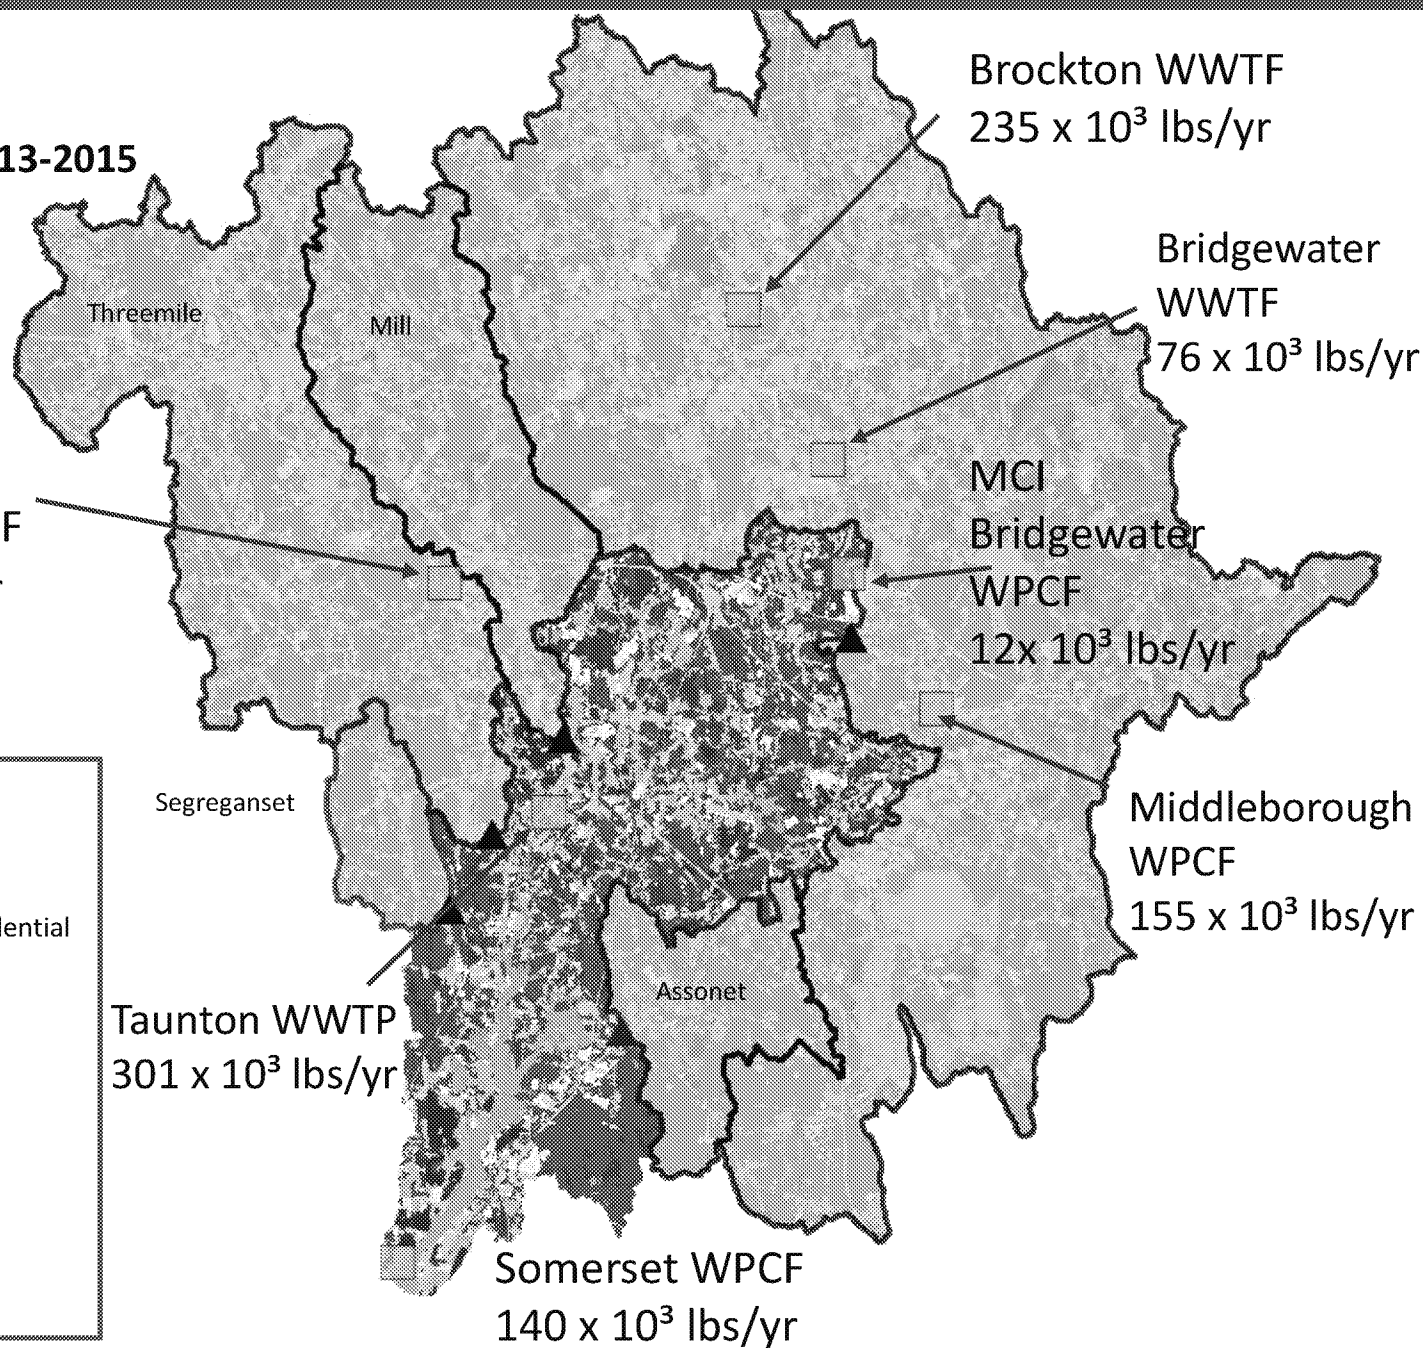 Brockton WWTF
235 x 10³ lbs/yr
13-2015
Bridgewater
WWTF
76 x 10³ lbs/yr
Threemile
Mill
MCI
Bridgewater
WPCF
12x 10³ lbs/yr
F
Segreganset
Middleborough
WPCF
155 x 10³ lbs/yr
dential
Assonet
Taunton WWTP
301 x 10³ lbs/yr
Somerset WPCF
140 x 10³ lbs/yr